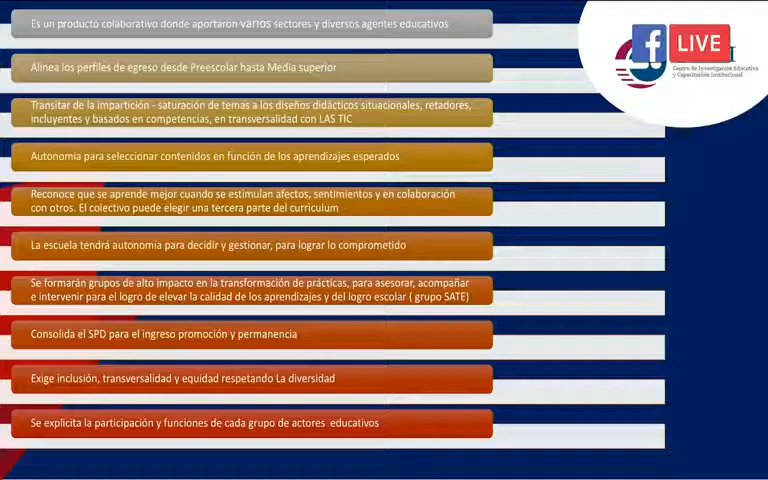 Es un producto colaborativo donde aportaron varios sectores y diversos agentes educativos
Alinea los perfiles de egreso desde Preescolar hasta Media superior
Transitar de la impartición - saturación de temas a los diseños didácticos situacionales, retadores,
incluyentes y basados en competencias, en transversalidad con LAS TIC
Autonomía para seleccionar contenidos en función de los aprendizajes esperados
Reconoce que se aprende mejor cuando se estimulan afectos, sentimientos y en colaboración
con otros. El colectivo puede elegir una tercera parte del curriculum
La escuela tendrá autonomía para decidir y gestionar, para lograr lo comprometido
Se formarán grupos de alto impacto en la transformación de prácticas, para asesorar, acompañar
e intervenir para el logro de elevar la calidad de los aprendizajes y del logro escolar ( grupo SATE)
Consolida el SPD para el ingreso promoción y permanencia
Exige inclusión, transversalidad y equidad respetando La diversidad
Se explicita la participación y funciones de cada grupo de actores educativos
f LIVE
Centro de Investigación Educativa
y Capacitación Institucional